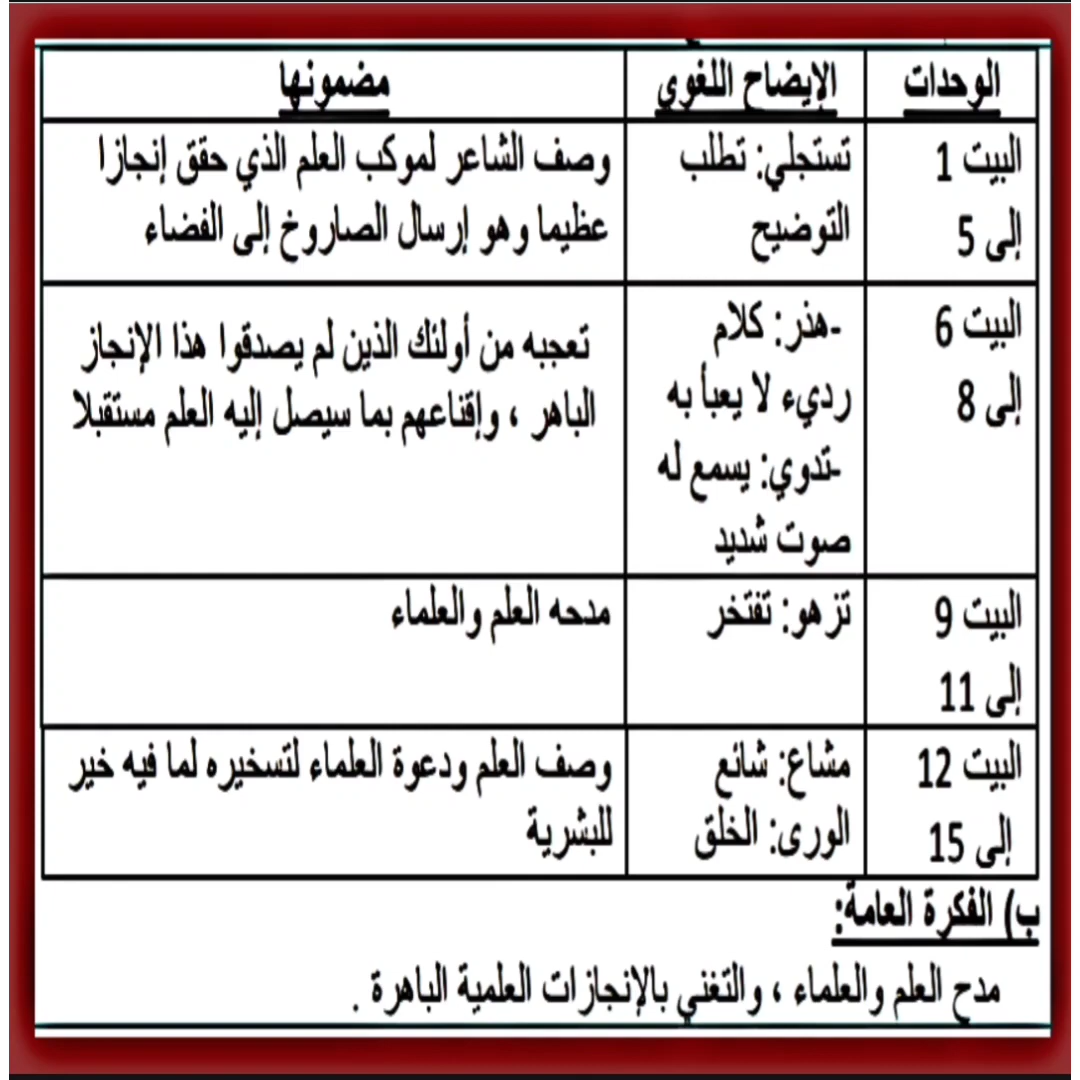 الوحدات الإيضاح اللغوي مضمونها
البيت 1
إلى 5
تستجلي: تطلب
التوضيح
وصف الشاعر لموكب العلم الذي حقق إنجازا
عظيما وهو إرسال الصاروخ إلى الفضاء
البيت 6
إلى 8
-هذر: كلام
رديء لا يعبأ به
-تدوي: يسمع له
صوت شديد
تعجبه من أولئك الذين لم يصدقوا هذا الإنجاز
الباهر ، وإقناعهم بما سيصل إليه العلم مستقبلا
البيت 9
إلى 11
تزهو: تفتخر
مدحه العلم والعلماء
البيت 12
إلى 15
مشاع: شائع
الورى: الخلق
وصف العلم ودعوة العلماء لتسخيره لما فيه خير
للبشرية
ب) الفكرة العامة:
مدح العلم والعلماء ، والتغني بالإنجازات العلمية الباهرة .